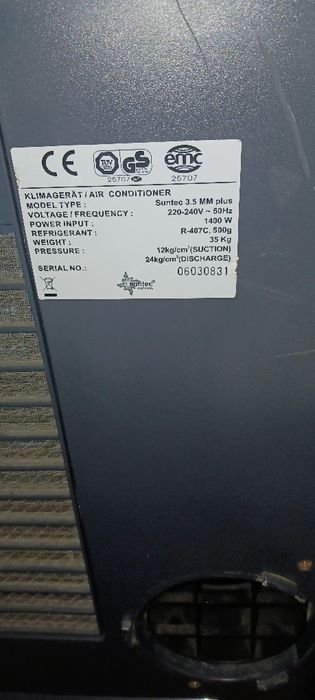 CE
TÜV
GS
emc
25707
25707
KLIMAGERÄT / AIR CONDITIONER
MODEL TYPE : Suntec 3.5 MM plus
VOLTAGE / FREQUENCY : 220-240V ~ 50Hz
POWER INPUT : 1400 W
REFRIGERANT : R-407C, 500g
WEIGHT : 35 Kg
PRESSURE : 12kg/cm²(SUCTION)
24kg/cm²(DISCHARGE)
SERIAL NO.: 06030831
suntec